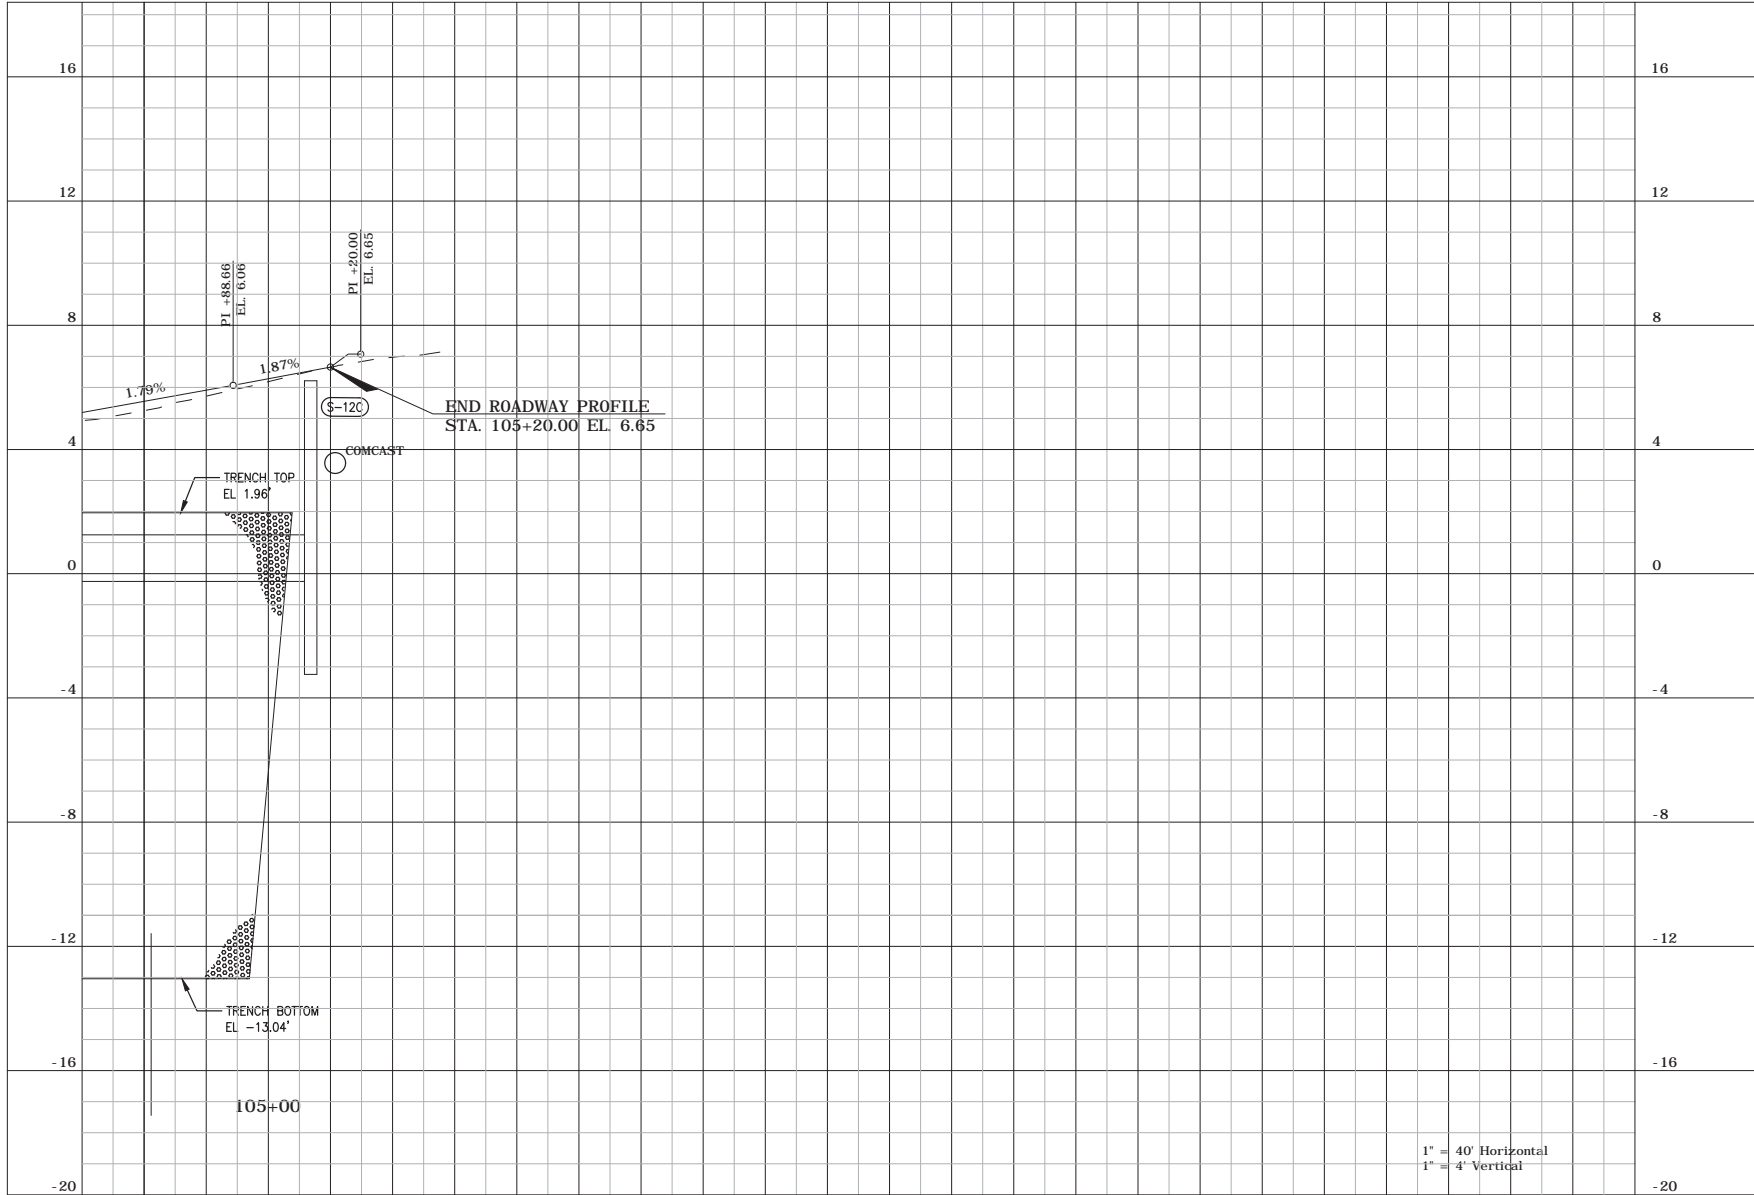 16
16
12
12
PI +88.66
EL. 6.06
PI +20.00
EL. 6.65
8
8
1.79%
1.87%
S-120
END ROADWAY PROFILE
STA. 105+20.00 EL. 6.65
4
4
COMCAST
TRENCH TOP
EL 1.96'
0
0
-4
-4
-8
-8
-12
-12
TRENCH BOTTOM
EL -13.04'
-16
-16
105+00
1" = 40' Horizontal
1" = 4' Vertical
-20
-20